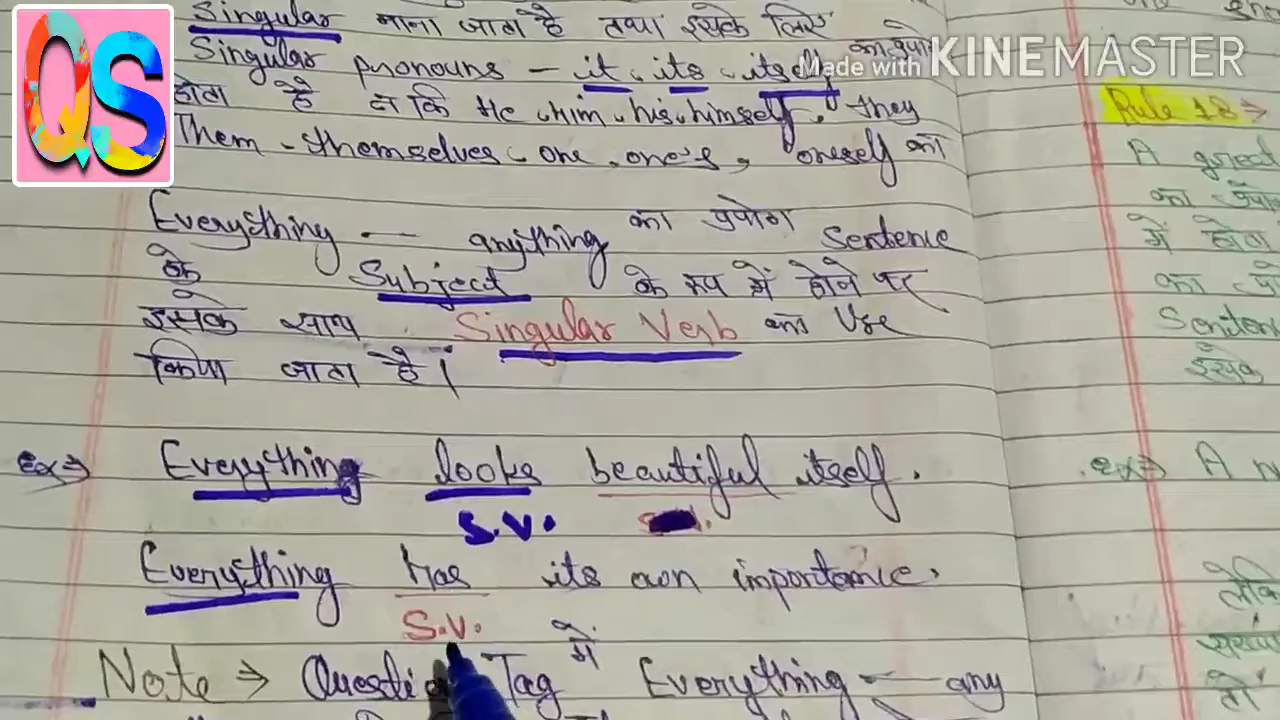 QS
Made with KINEMASTER
Singular माना जाता है तथा इसके लिए
Singular pronouns - it, its, itself का प्रयो
होता है न कि He, him, his, himself, They
Them - themselves - one, one's, oneself का
Everything — anything का प्रयोग Sentence
के Subject के रूप में होने पर
इसके साथ Singular Verb का Use
किया जाता है।
Ex⇒ Everything looks beautiful itself.
S.V.
Everything has its own importance.
S.V.
Note ⇒ Question Tag में Everything — any
Rule 18→
A great
का प्रयोग
में होता
का प्र
Senten
इसके
ex⇒ A
लेकि
तो